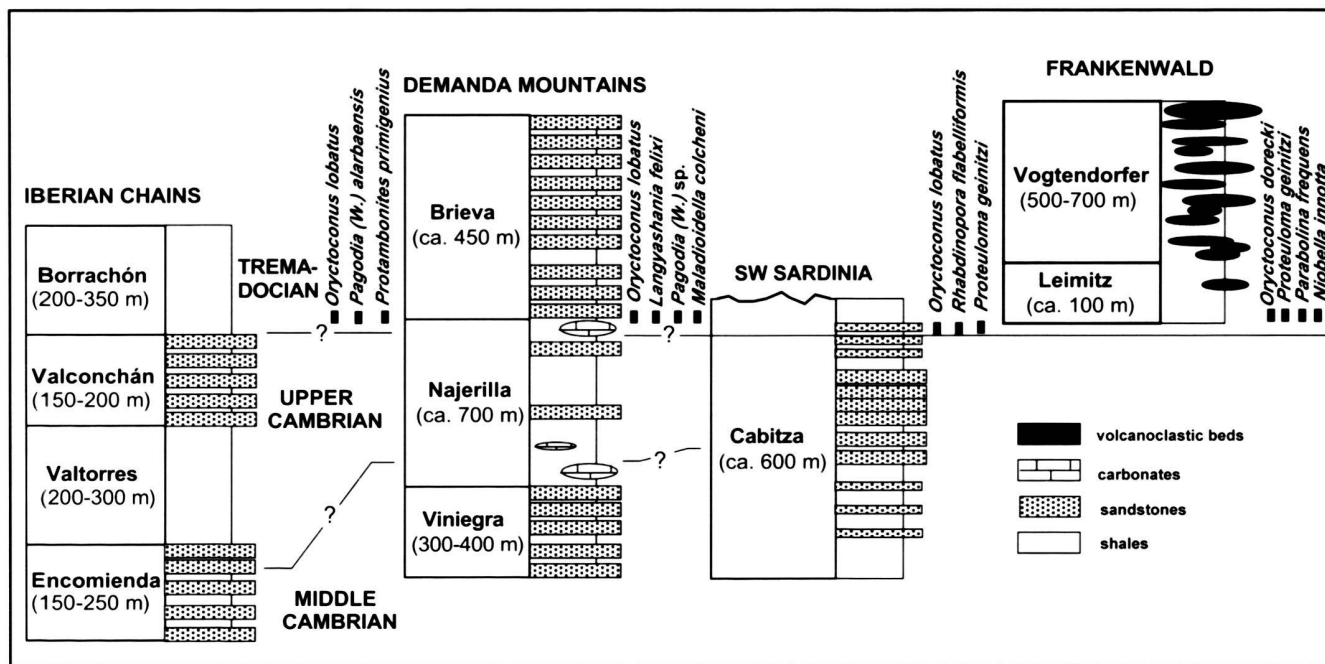 IBERIAN CHAINS
Borrachón
(200-350 m)
Valconchán
(150-200 m)
Valtorres
(200-300 m)
Encomienda
(150-250 m)
TREMA-
DOCIAN
?
UPPER
CAMBRIAN
?
MIDDLE
CAMBRIAN
Oryctoconus lobatus
Pagodia (W.) alarbaensis
Protambonites primigenius
DEMANDA MOUNTAINS
Brieva
(ca. 450 m)
Najerilla
(ca. 700 m)
Viniegra
(300-400 m)
Oryctoconus lobatus
Langyashania felixi
Pagodia (W.) sp.
Maladioidella colcheni
?
?
SW SARDINIA
Cabitza
(ca. 600 m)
Oryctoconus lobatus
Rhabdinopora flabelliformis
Proteuloma geinitzi
FRANKENWALD
Vogtendorfer
(500-700 m)
Leimitz
(ca. 100 m)
Oryctoconus dorecki
Proteuloma geinitzi
Parabolina frequens
Niobella
volcanoclastic beds
carbonates
sandstones
shales